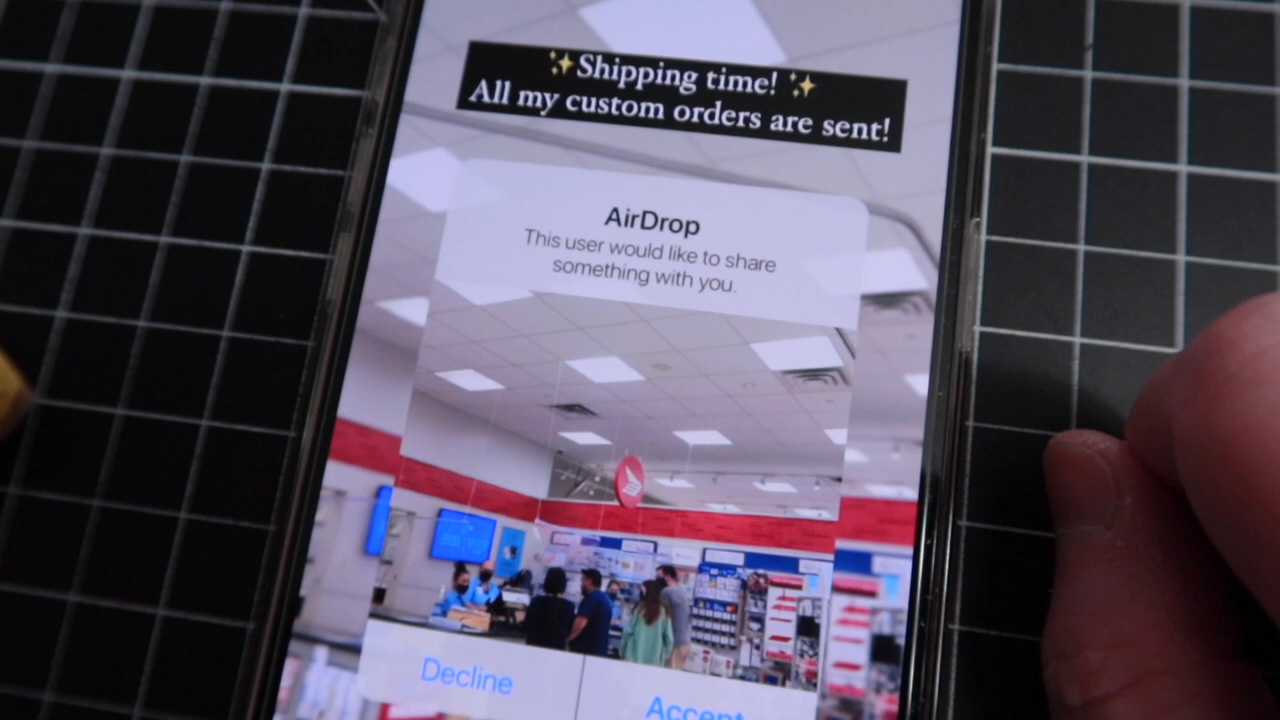 ✨Shipping time! ✨
All my custom orders are sent!
AirDrop
This user would like to share
something with you.
Decline
Accept